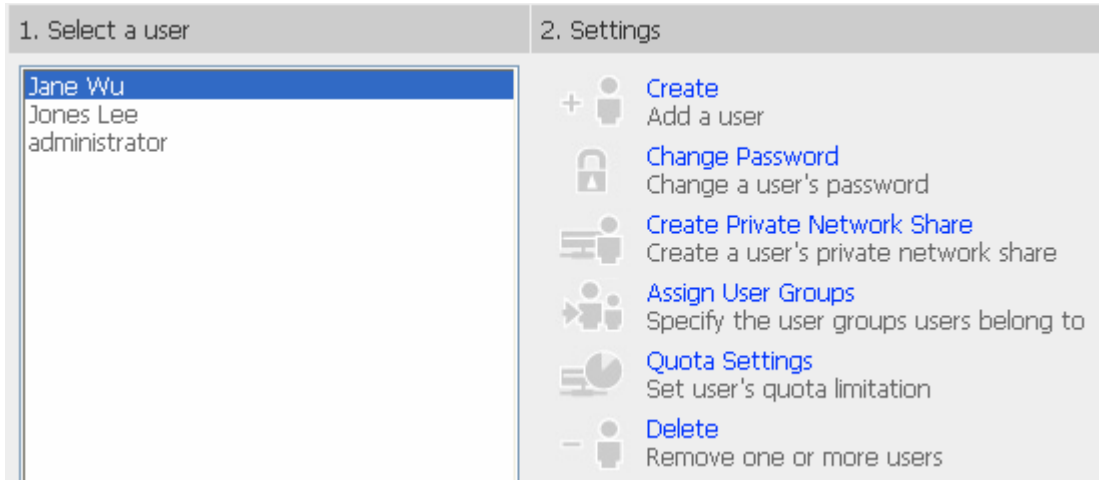 1. Select a user
2. Settings
Jane Wu
Jones Lee
administrator
Create
Add a user
Change Password
Change a user's password
Create Private Network Share
Create a user's private network share
Assign User Groups
Specify the user groups users belong to
Quota Settings
Set user's quota limitation
Delete
Remove one or more users